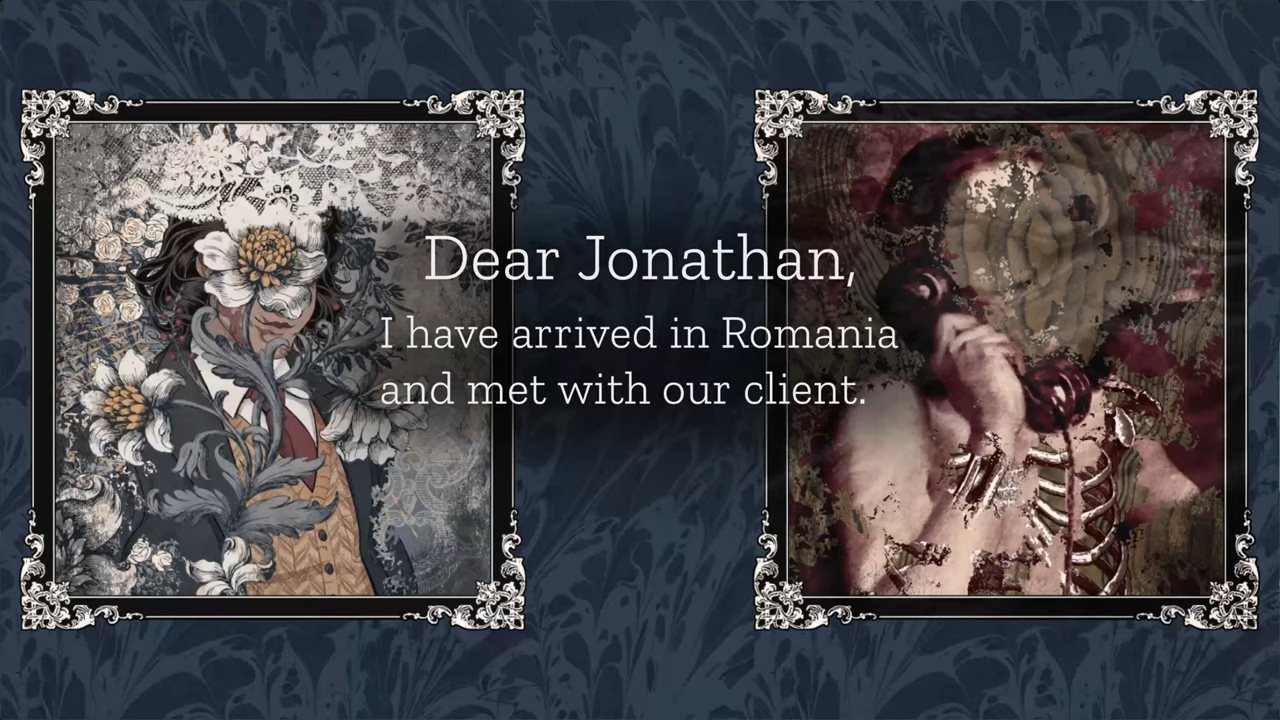 Dear Jonathan,
I have arrived in Romania
and met with our client.